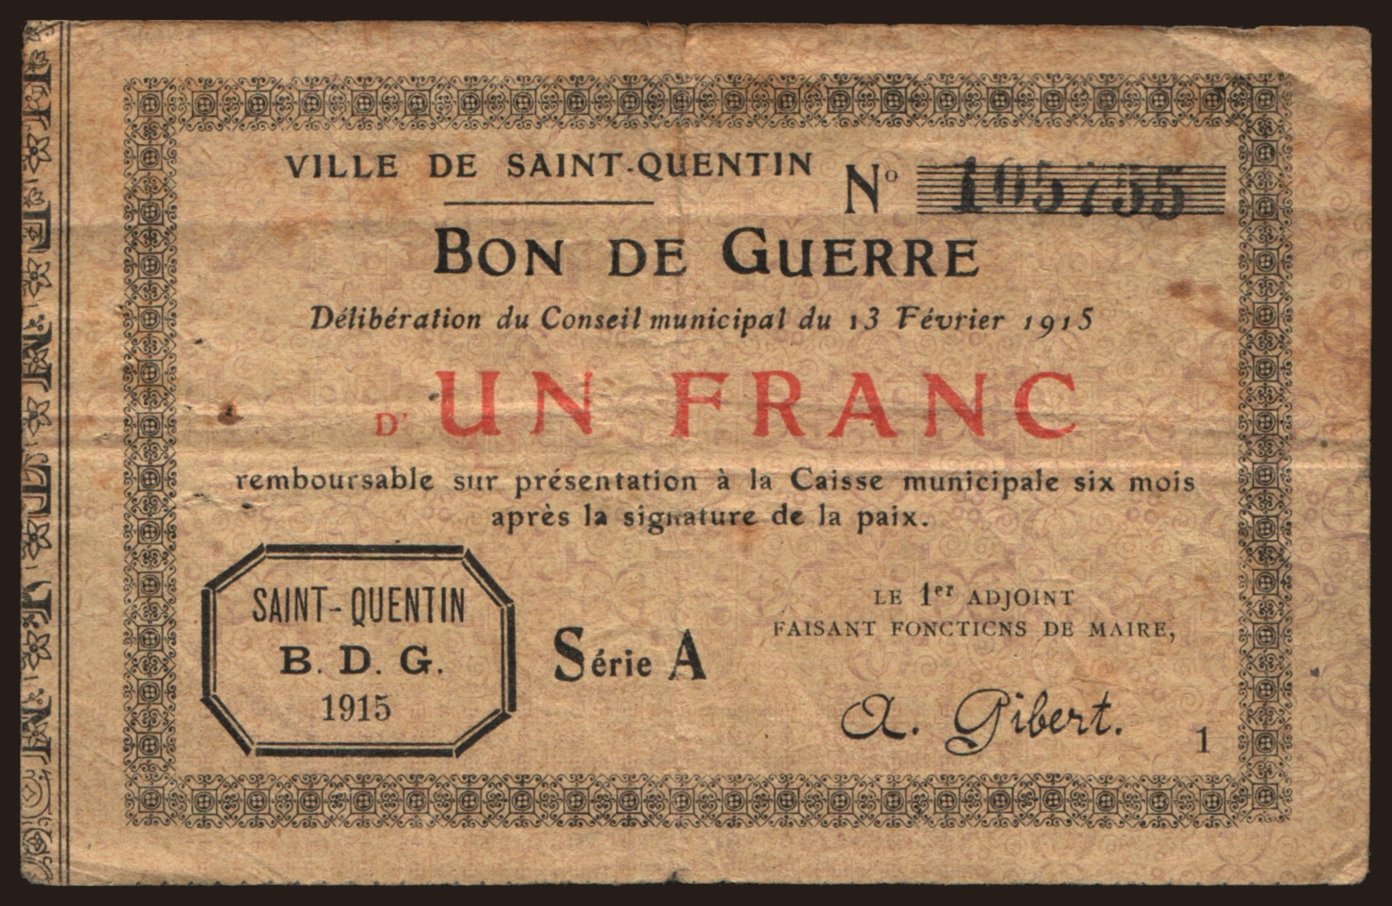 VILLE DE SAINT-QUENTIN
Nº 105755
BON DE GUERRE
Délibération du Conseil municipal du 13 Février 1915
D' UN FRANC
remboursable sur présentation à la Caisse municipale six mois
après la signature de la paix.
SAINT-QUENTIN
B. D. G.
1915
Série A
LE 1er ADJOINT
FAISANT FONCTIONS DE MAIRE,
A. Gibert.
1